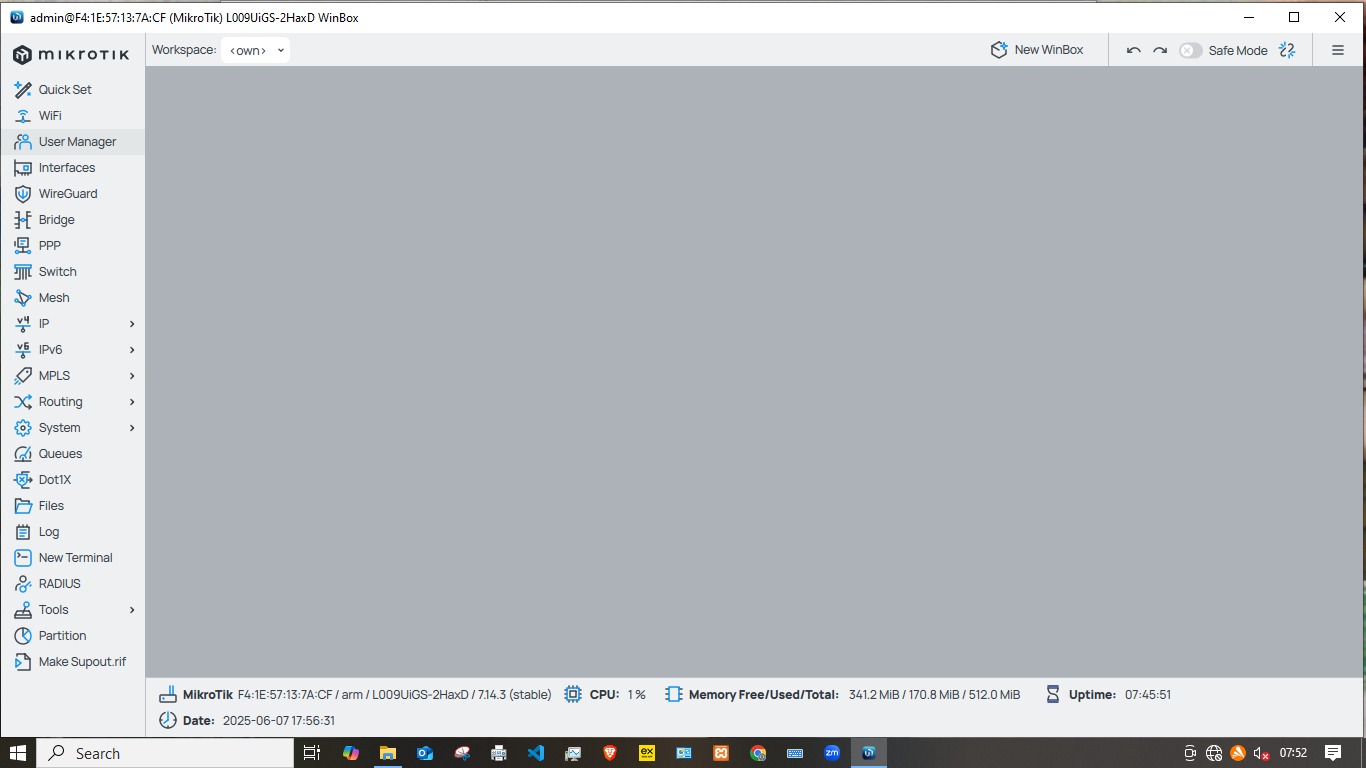 admin@F4:1E:57:13:7A:CF (MikroTik) L009UiGS-2HaxD WinBox
MIKROTIK
Workspace: <own>
New WinBox
Safe Mode
Quick Set
WiFi
User Manager
Interfaces
WireGuard
Bridge
PPP
Switch
Mesh
v4 IP
v6 IPv6
MPLS
Routing
System
Queues
Dot1X
Files
Log
New Terminal
RADIUS
Tools
Partition
Make Supout.rif
MikroTik F4:1E:57:13:7A:CF / arm / L009UiGS-2HaxD / 7.14.3 (stable) CPU: 1 % Memory Free/Used/Total: 341.2 MiB / 170.8 MiB / 512.0 MiB Uptime: 07:45:51
Date: 2025-06-07 17:56:31
Search
ex
zm
07:52